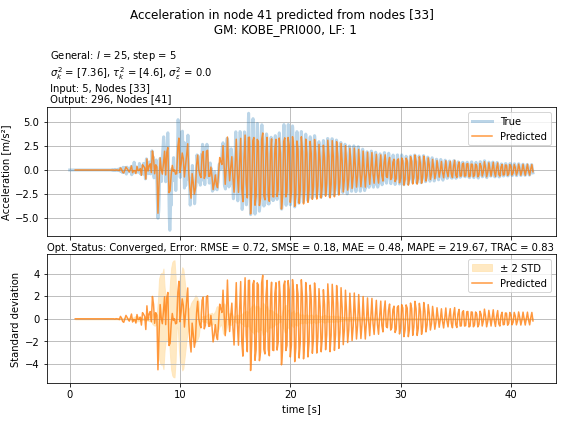 Acceleration in node 41 predicted from nodes [33]
GM: KOBE_PRI000, LF: 1
General: l = 25, step = 5
σ²ₖ = [7.36], τ²ₖ = [4.6], σ²ε = 0.0
Input: 5, Nodes [33]
Output: 296, Nodes [41]
True
Predicted
Acceleration [m/s²]
5.0
2.5
0.0
−2.5
−5.0
Opt. Status: Converged, Error: RMSE = 0.72, SMSE = 0.18, MAE = 0.48, MAPE = 219.67, TRAC = 0.83
± 2 STD
Predicted
Standard deviation
4
2
0
−2
−4
0
10
20
30
40
time [s]